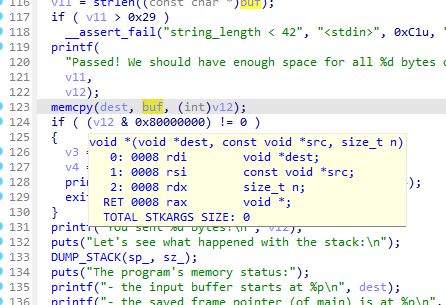 116 v11 = strlen((const char *)buf);
117 if ( v11 > 0x29 )
118 __assert_fail("string_length < 42", "<stdin>", 0xC1u,
119 printf(
120 "Passed! We should have enough space for all %d bytes
121 v11,
122 v12);
123 memcpy(dest, buf, (int)v12);
124 if ( (v12 & 0x80000000) != 0 )
125 {
void *(void *dest, const void *src, size_t n)
126 v3 =
0: 0008 rdi void *dest;
127 v4 =
1: 0008 rsi const void *src;
128 pri
2: 0008 rdx size_t n;
129 exi
RET 0008 rax void *;
130 }
TOTAL STKARGS SIZE: 0
131 printf("You sent %d bytes!\n", v12);
132 puts("Let's see what happened with the stack:\n");
133 DUMP_STACK(sp_, sz_);
134 puts("The program's memory status:");
135 printf("- the input buffer starts at %p\n", dest);
136 printf("- the saved frame pointer (of main) is at %p\n",